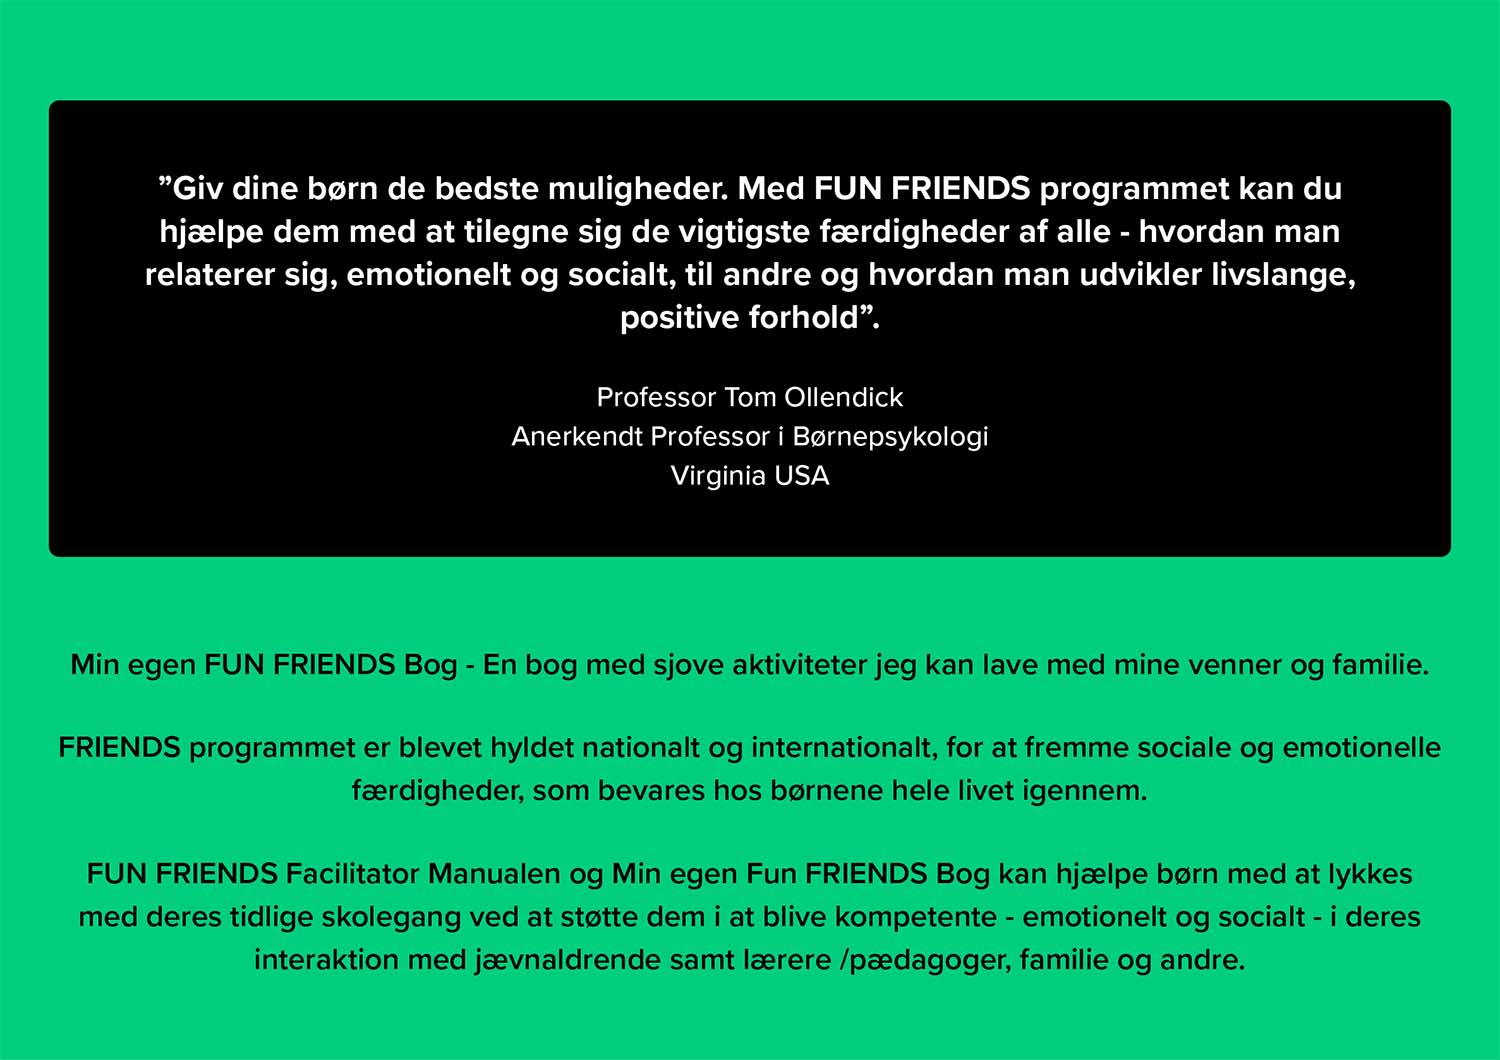 ”Giv dine børn de bedste muligheder. Med FUN FRIENDS programmet kan du
hjælpe dem med at tilegne sig de vigtigste færdigheder af alle - hvordan man
relaterer sig, emotionelt og socialt, til andre og hvordan man udvikler livslange,
positive forhold”.
Professor Tom Ollendick
Anerkendt Professor i Børnepsykologi
Virginia USA
Min egen FUN FRIENDS Bog - En bog med sjove aktiviteter jeg kan lave med mine venner og familie.
FRIENDS programmet er blevet hyldet nationalt og internationalt, for at fremme sociale og emotionelle
færdigheder, som bevares hos børnene hele livet igennem.
FUN FRIENDS Facilitator Manualen og Min egen Fun FRIENDS Bog kan hjælpe børn med at lykkes
med deres tidlige skolegang ved at støtte dem i at blive kompetente - emotionelt og socialt - i deres
interaktion med jævnaldrende samt lærere /pædagoger, familie og andre.